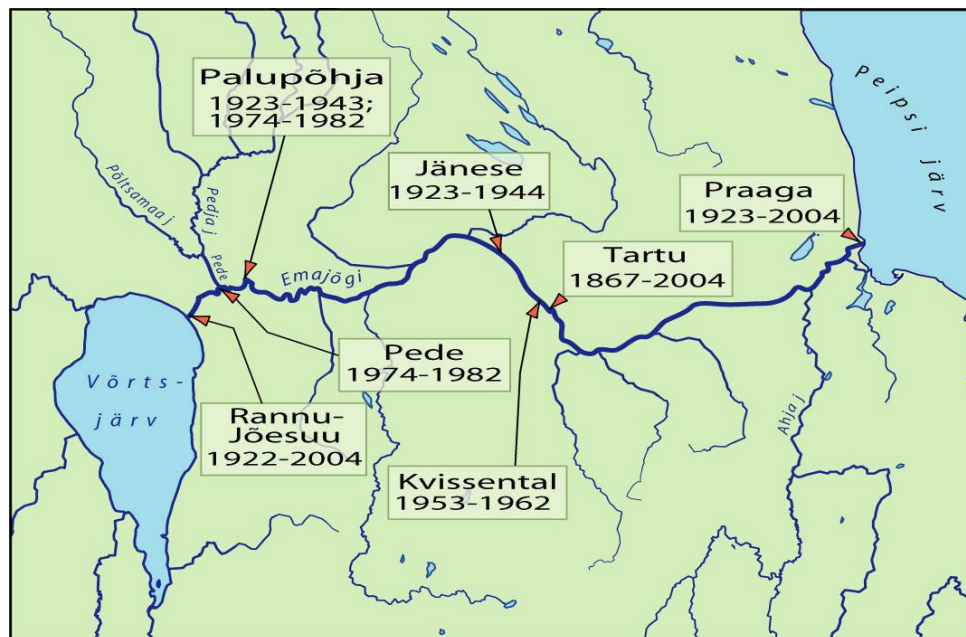 Palupõhja
1923-1943;
1974-1982
Peipsi järv
Jänese
1923-1944
Praaga
1923-2004
Põltsamaa j
Pedja j
Pede
Emajõgi
Tartu
1867-2004
Pede
1974-1982
Võrts-
järv
Rannu-
Jõesuu
1922-2004
Ahja j
Kvissental
1953-1962